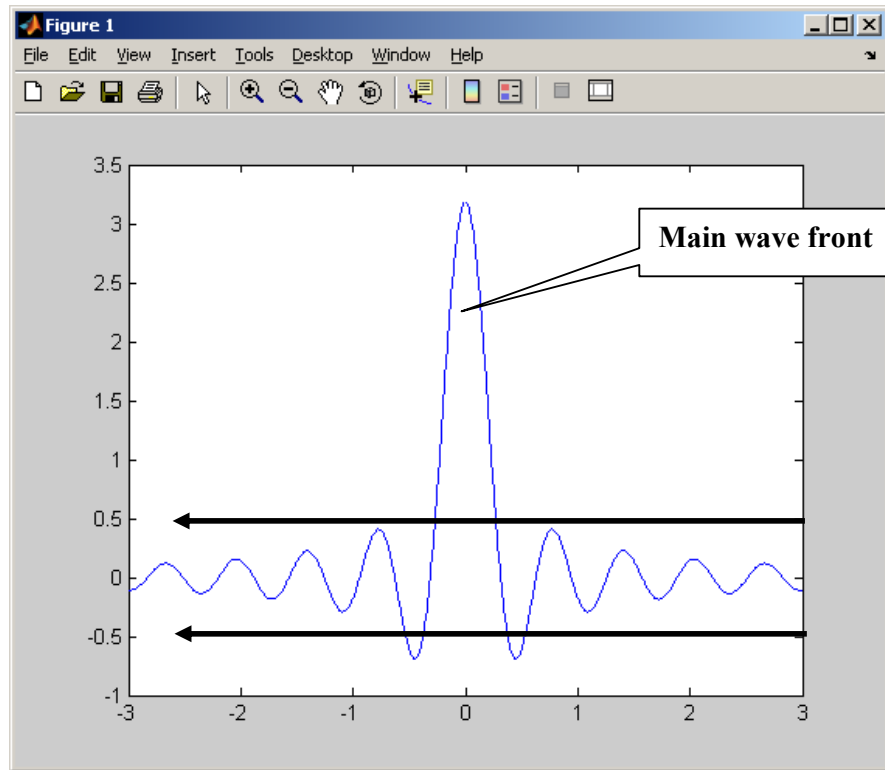 Figure 1
File Edit View Insert Tools Desktop Window Help
3.5
3
2.5
2
1.5
1
0.5
0
-0.5
-1
-3 -2 -1 0 1 2 3
Main wave front